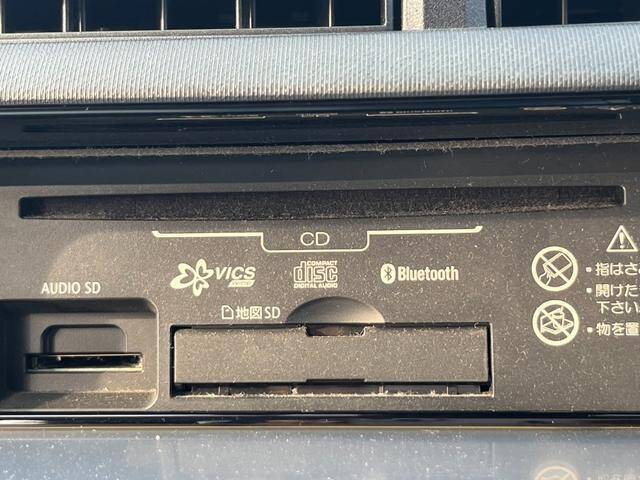 CD
VICS
WIDE
COMPACT
disc
DIGITAL AUDIO
Bluetooth
AUDIO SD
地図SD
・指はさ
・開けた
下さい
・物を置